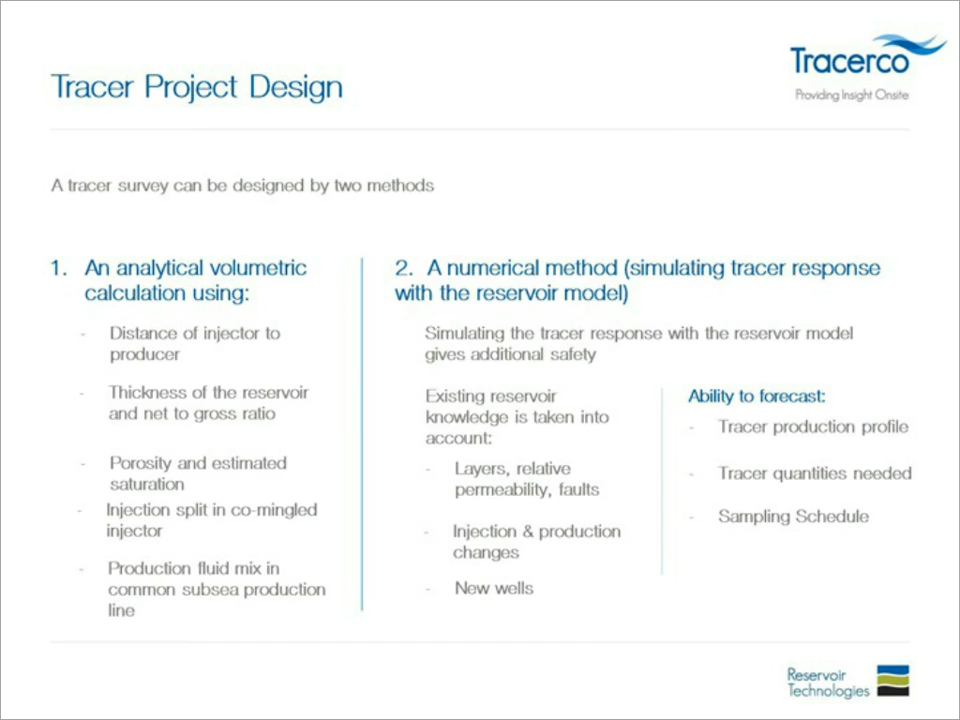 Tracerco
Providing Insight Onsite
Tracer Project Design
A tracer survey can be designed by two methods
1. An analytical volumetric
calculation using:
- Distance of injector to
producer
- Thickness of the reservoir
and net to gross ratio
- Porosity and estimated
saturation
- Injection split in co-mingled
injector
- Production fluid mix in
common subsea production
line
2. A numerical method (simulating tracer response
with the reservoir model)
Simulating the tracer response with the reservoir model
gives additional safety
Existing reservoir
knowledge is taken into
account:
- Layers, relative
permeability, faults
- Injection & production
changes
- New wells
Ability to forecast:
- Tracer production profile
- Tracer quantities needed
- Sampling Schedule
Reservoir
Technologies